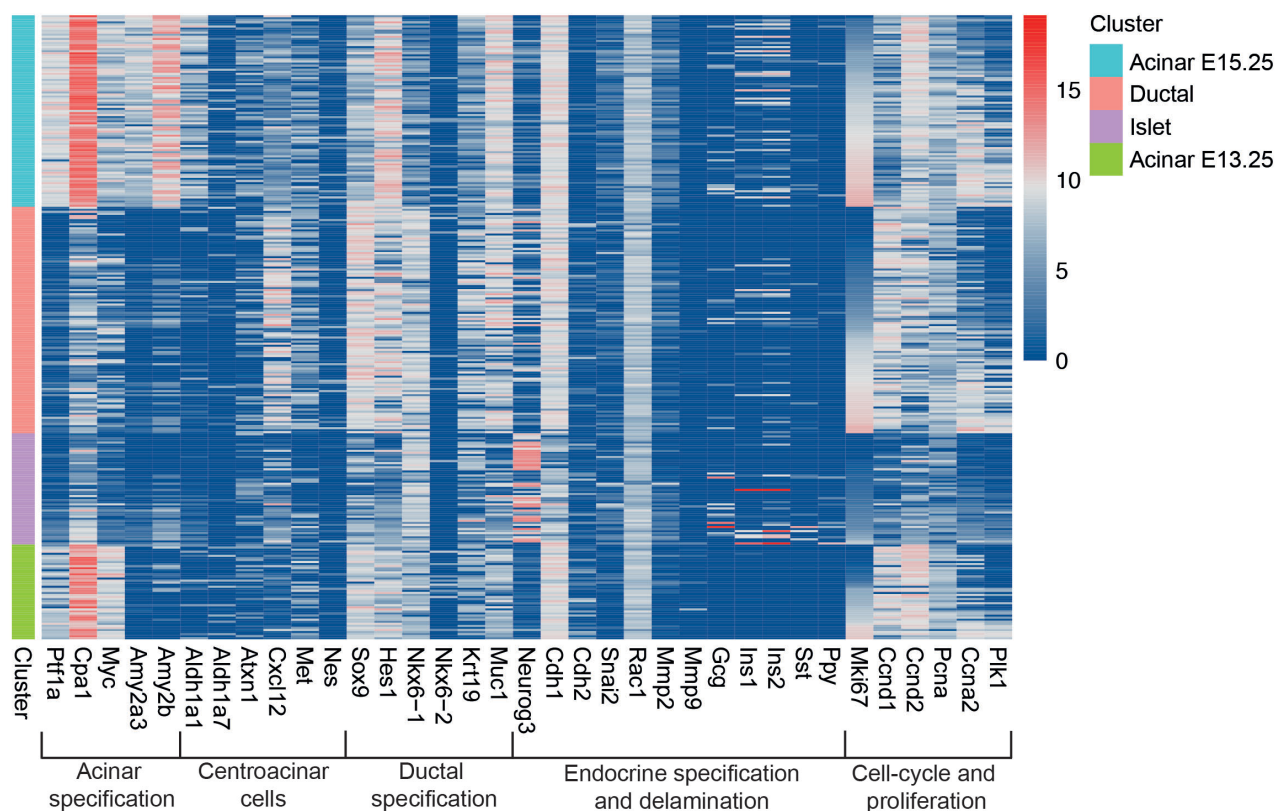 Cluster
Acinar E15.25
Ductal
Islet
Acinar E13.25
15
10
5
0
Cluster
Ptf1a
Cpa1
Myc
Amy2a3
Amy2b
Aldh1a1
Aldh1a7
Atxn1
Cxcl12
Met
Nes
Sox9
Hes1
Nkx6−1
Nkx6−2
Krt19
Muc1
Neurog3
Cdh1
Cdh2
Snai2
Rac1
Mmp2
Mmp9
Gcg
Ins1
Ins2
Sst
Ppy
Mki67
Ccnd1
Ccnd2
Pcna
Ccna2
Plk1
Acinar
specification
Centroacinar
cells
Ductal
specification
Endocrine specification
and delamination
Cell-cycle and
proliferation